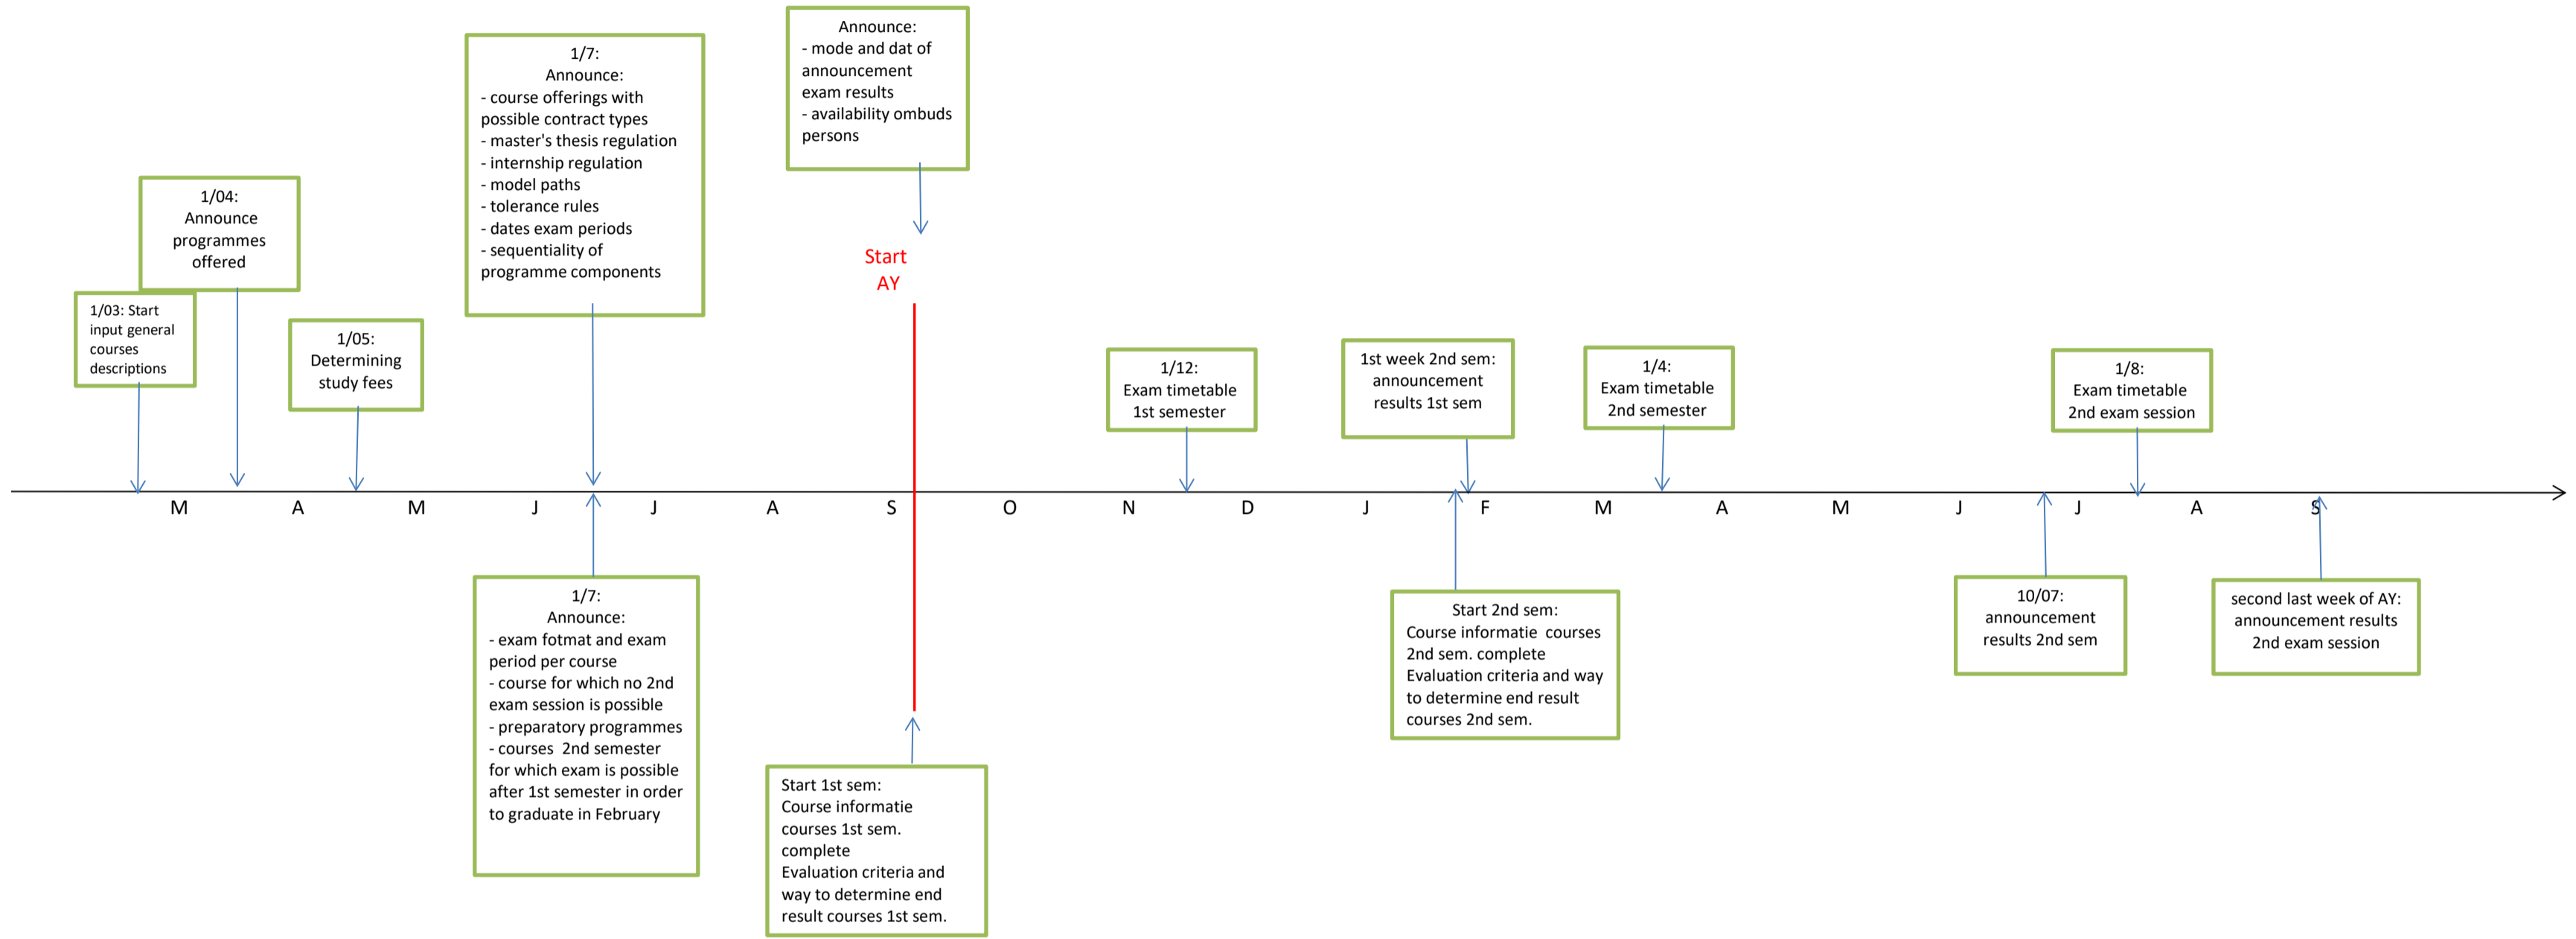 Announce:
- mode and dat of
announcement
exam results
- availability ombuds
persons
1/7:
Announce:
- course offerings with
possible contract types
- master's thesis regulation
- internship regulation
- model paths
- tolerance rules
- dates exam periods
- sequentiality of
programme components
1/04:
Announce
programmes
offered
Start
AY
1/03: Start
input general
courses
descriptions
1/05:
Determining
study fees
1/12:
Exam timetable
1st semester
1st week 2nd sem:
announcement
results 1st sem
1/4:
Exam timetable
2nd semester
1/8:
Exam timetable
2nd exam session
M A M J J A S O N D J F M A M J J A S
1/7:
Announce:
- exam fotmat and exam
period per course
- course for which no 2nd
exam session is possible
- preparatory programmes
- courses 2nd semester
for which exam is possible
after 1st semester in order
to graduate in February
Start 1st sem:
Course informatie
courses 1st sem.
complete
Evaluation criteria and
way to determine end
result courses 1st sem.
Start 2nd sem:
Course informatie courses
2nd sem. complete
Evaluation criteria and way
to determine end result
courses 2nd sem.
10/07:
announcement
results 2nd sem
second last week of AY:
announcement results
2nd exam session